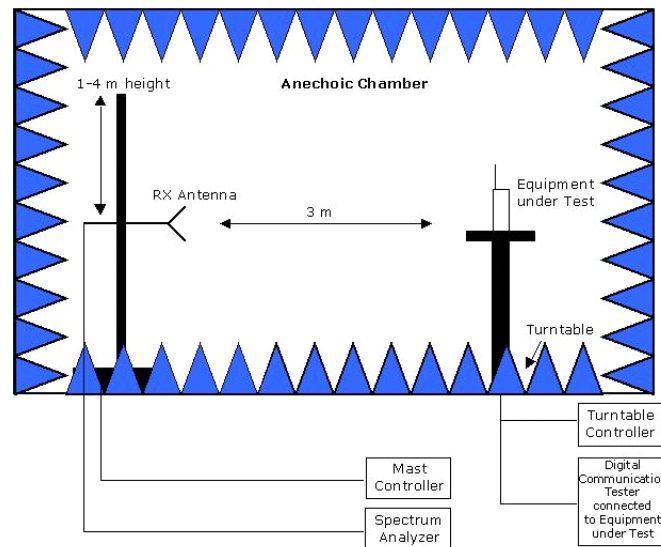 1-4 m height
Anechoic Chamber
RX Antenna
3 m
Equipment
under Test
Turntable
Turntable
Controller
Mast
Controller
Spectrum
Analyzer
Digital
Communicatio
Tester
connected
to Equipment
under Test